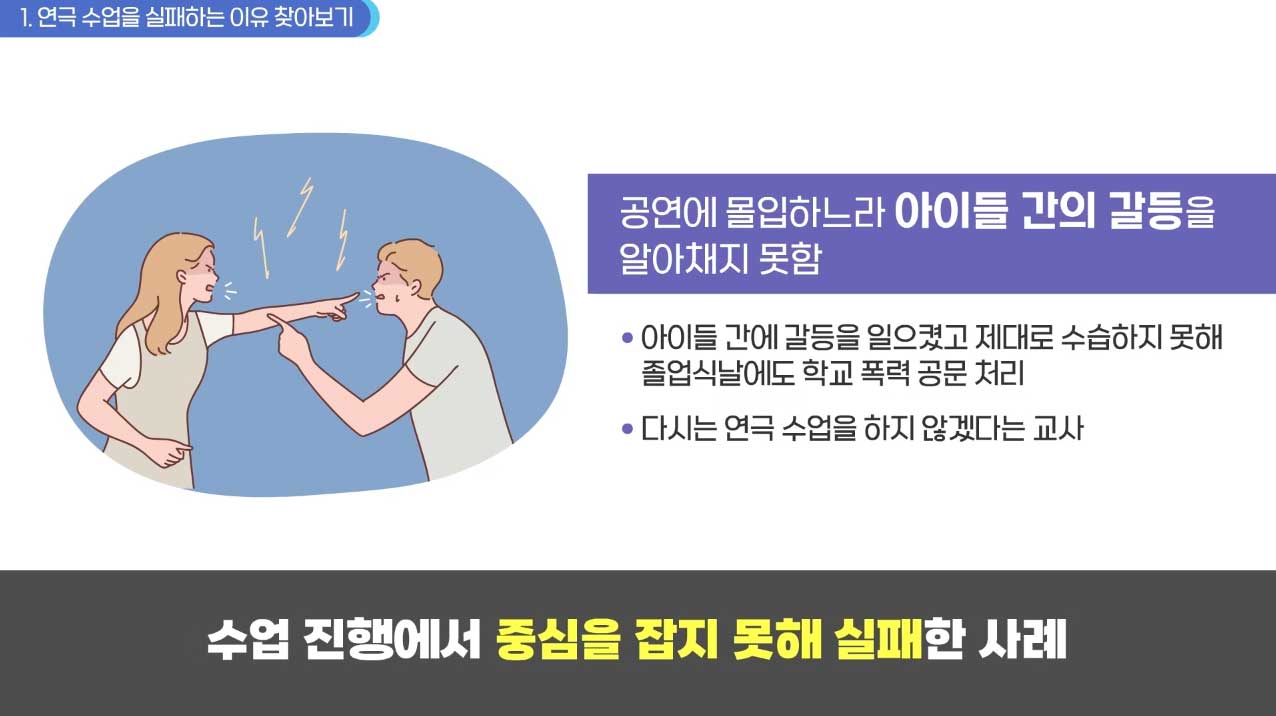 1. 연극 수업을 실패하는 이유 찾아보기
공연에 몰입하느라 아이들 간의 갈등을
알아채지 못함
• 아이들 간에 갈등을 일으켰고 제대로 수습하지 못해
졸업식날에도 학교 폭력 공문 처리
• 다시는 연극 수업을 하지 않겠다는 교사
수업 진행에서 중심을 잡지 못해 실패한 사례